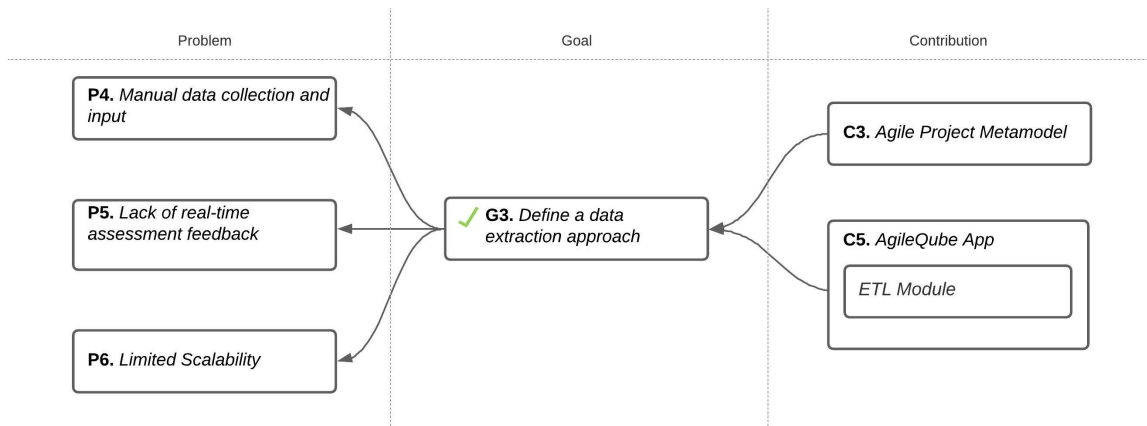 Problem
Goal
Contribution
P4. Manual data collection and
input
P5. Lack of real-time
assessment feedback
P6. Limited Scalability
G3. Define a data
extraction approach
C3. Agile Project Metamodel
C5. AgileQube App
ETL Module